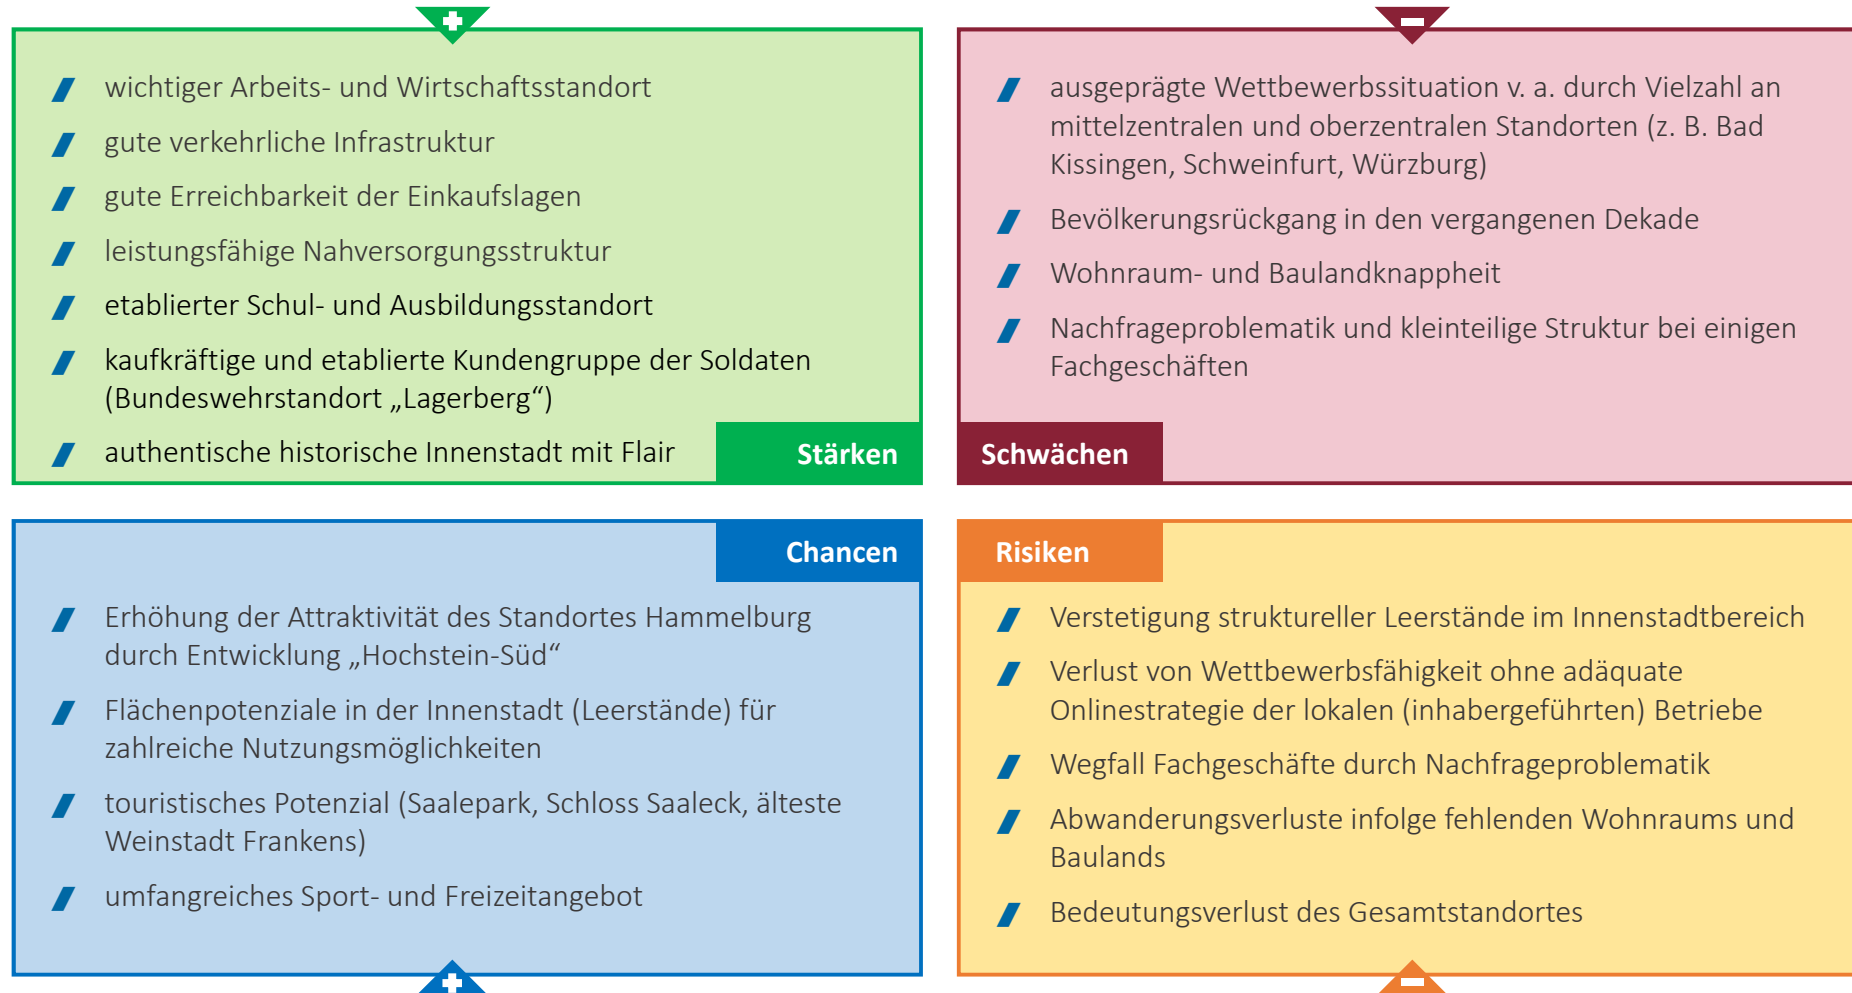 wichtiger Arbeits- und Wirtschaftsstandort
gute verkehrliche Infrastruktur
gute Erreichbarkeit der Einkaufslagen
leistungsfähige Nahversorgungsstruktur
etablierter Schul- und Ausbildungsstandort
kaufkräftige und etablierte Kundengruppe der Soldaten
(Bundeswehrstandort „Lagerberg“)
authentische historische Innenstadt mit Flair
Stärken
ausgeprägte Wettbewerbssituation v. a. durch Vielzahl an
mittelzentralen und oberzentralen Standorten (z. B. Bad
Kissingen, Schweinfurt, Würzburg)
Bevölkerungsrückgang in den vergangenen Dekade
Wohnraum- und Baulandknappheit
Nachfrageproblematik und kleinteilige Struktur bei einigen
Fachgeschäften
Schwächen
Chancen
Erhöhung der Attraktivität des Standortes Hammelburg
durch Entwicklung „Hochstein-Süd“
Flächenpotenziale in der Innenstadt (Leerstände) für
zahlreiche Nutzungsmöglichkeiten
touristisches Potenzial (Saalepark, Schloss Saaleck, älteste
Weinstadt Frankens)
umfangreiches Sport- und Freizeitangebot
Risiken
Verstetigung struktureller Leerstände im Innenstadtbereich
Verlust von Wettbewerbsfähigkeit ohne adäquate
Onlinestrategie der lokalen (inhabergeführten) Betriebe
Wegfall Fachgeschäfte durch Nachfrageproblematik
Abwanderungsverluste infolge fehlenden Wohnraums und
Baulands
Bedeutungsverlust des Gesamtstandortes